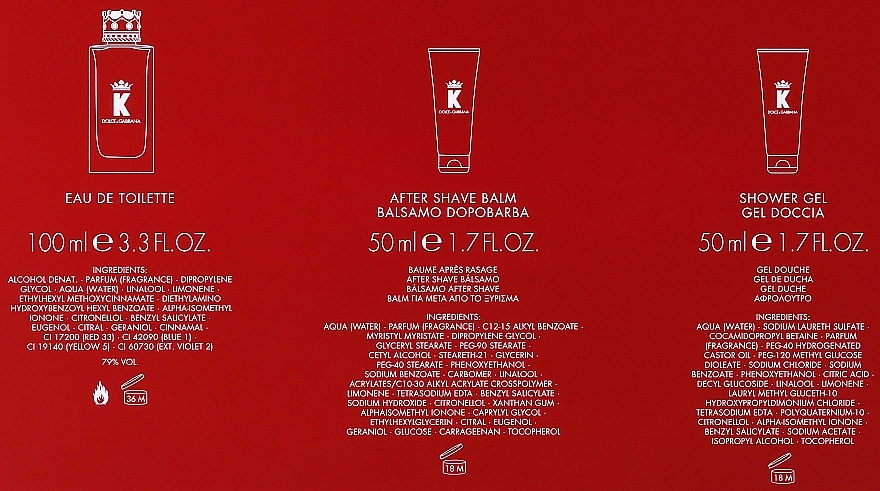 K
DOLCE & GABBANA
EAU DE TOILETTE
100 ml e 3.3 FL.OZ.
INGREDIENTS:
ALCOHOL DENAT. · PARFUM (FRAGRANCE) · DIPROPYLENE
GLYCOL · AQUA (WATER) · LINALOOL · LIMONENE ·
ETHYLHEXYL METHOXYCINNAMATE · DIETHYLAMINO
HYDROXYBENZOYL HEXYL BENZOATE · ALPHA-ISOMETHYL
IONONE · CITRONELLOL · BENZYL SALICYLATE ·
EUGENOL · CITRAL · GERANIOL · CINNAMAL ·
CI 17200 (RED 33) · CI 42090 (BLUE 1) ·
CI 19140 (YELLOW 5) · CI 60730 (EXT. VIOLET 2)
79% VOL.
36 M
K
DOLCE & GABBANA
AFTER SHAVE BALM
BALSAMO DOPOBARBA
50 ml e 1.7 FL.OZ.
BAUME APRÈS RASAGE
AFTER SHAVE BÁLSAMO
BÁLSAMO AFTER SHAVE
BALM ΓΙΑ ΜΕΤΑ ΑΠΟ ΤΟ ΞΥΡΙΣΜΑ
INGREDIENTS:
AQUA (WATER) · PARFUM (FRAGRANCE) · C12-15 ALKYL BENZOATE ·
MYRISTYL MYRISTATE · DIPROPYLENE GLYCOL ·
GLYCERYL STEARATE · PEG-90 STEARATE ·
CETYL ALCOHOL · STEARETH-21 · GLYCERIN ·
PEG-40 STEARATE · PHENOXYETHANOL ·
SODIUM BENZOATE · CARBOMER · LINALOOL ·
ACRYLATES/C10-30 ALKYL ACRYLATE CROSSPOLYMER ·
LIMONENE · TETRASODIUM EDTA · BENZYL SALICYLATE ·
SODIUM HYDROXIDE · CITRONELLOL · XANTHAN GUM ·
ALPHAISOMETHYL IONONE · CAPRYLYL GLYCOL ·
ETHYLHEXYLGLYCERIN · CITRAL · EUGENOL ·
GERANIOL · GLUCOSE · CARRAGEENAN · TOCOPHEROL
18 M
K
DOLCE & GABBANA
SHOWER GEL
GEL DOCCIA
50 ml e 1.7 FL.OZ.
GEL DOUCHE
GEL DE DUCHA
GEL DUCHE
ΑΦΡΟΛΟΥΤΡΟ
INGREDIENTS:
AQUA (WATER) · SODIUM LAURETH SULFATE ·
COCAMIDOPROPYL BETAINE · PARFUM
(FRAGRANCE) · PEG-40 HYDROGENATED
CASTOR OIL · PEG-120 METHYL GLUCOSE
DIOLEATE · SODIUM CHLORIDE · SODIUM
BENZOATE · PHENOXYETHANOL · CITRIC ACID ·
DECYL GLUCOSIDE · LINALOOL · LIMONENE ·
LAURYL METHYL GLUCETH-10
HYDROXYPROPYLDIMONIUM CHLORIDE ·
TETRASODIUM EDTA · POLYQUATERNIUM-10 ·
CITRONELLOL · ALPHA-ISOMETHYL IONONE ·
BENZYL SALICYLATE · SODIUM ACETATE ·
ISOPROPYL ALCOHOL · TOCOPHEROL
18 M